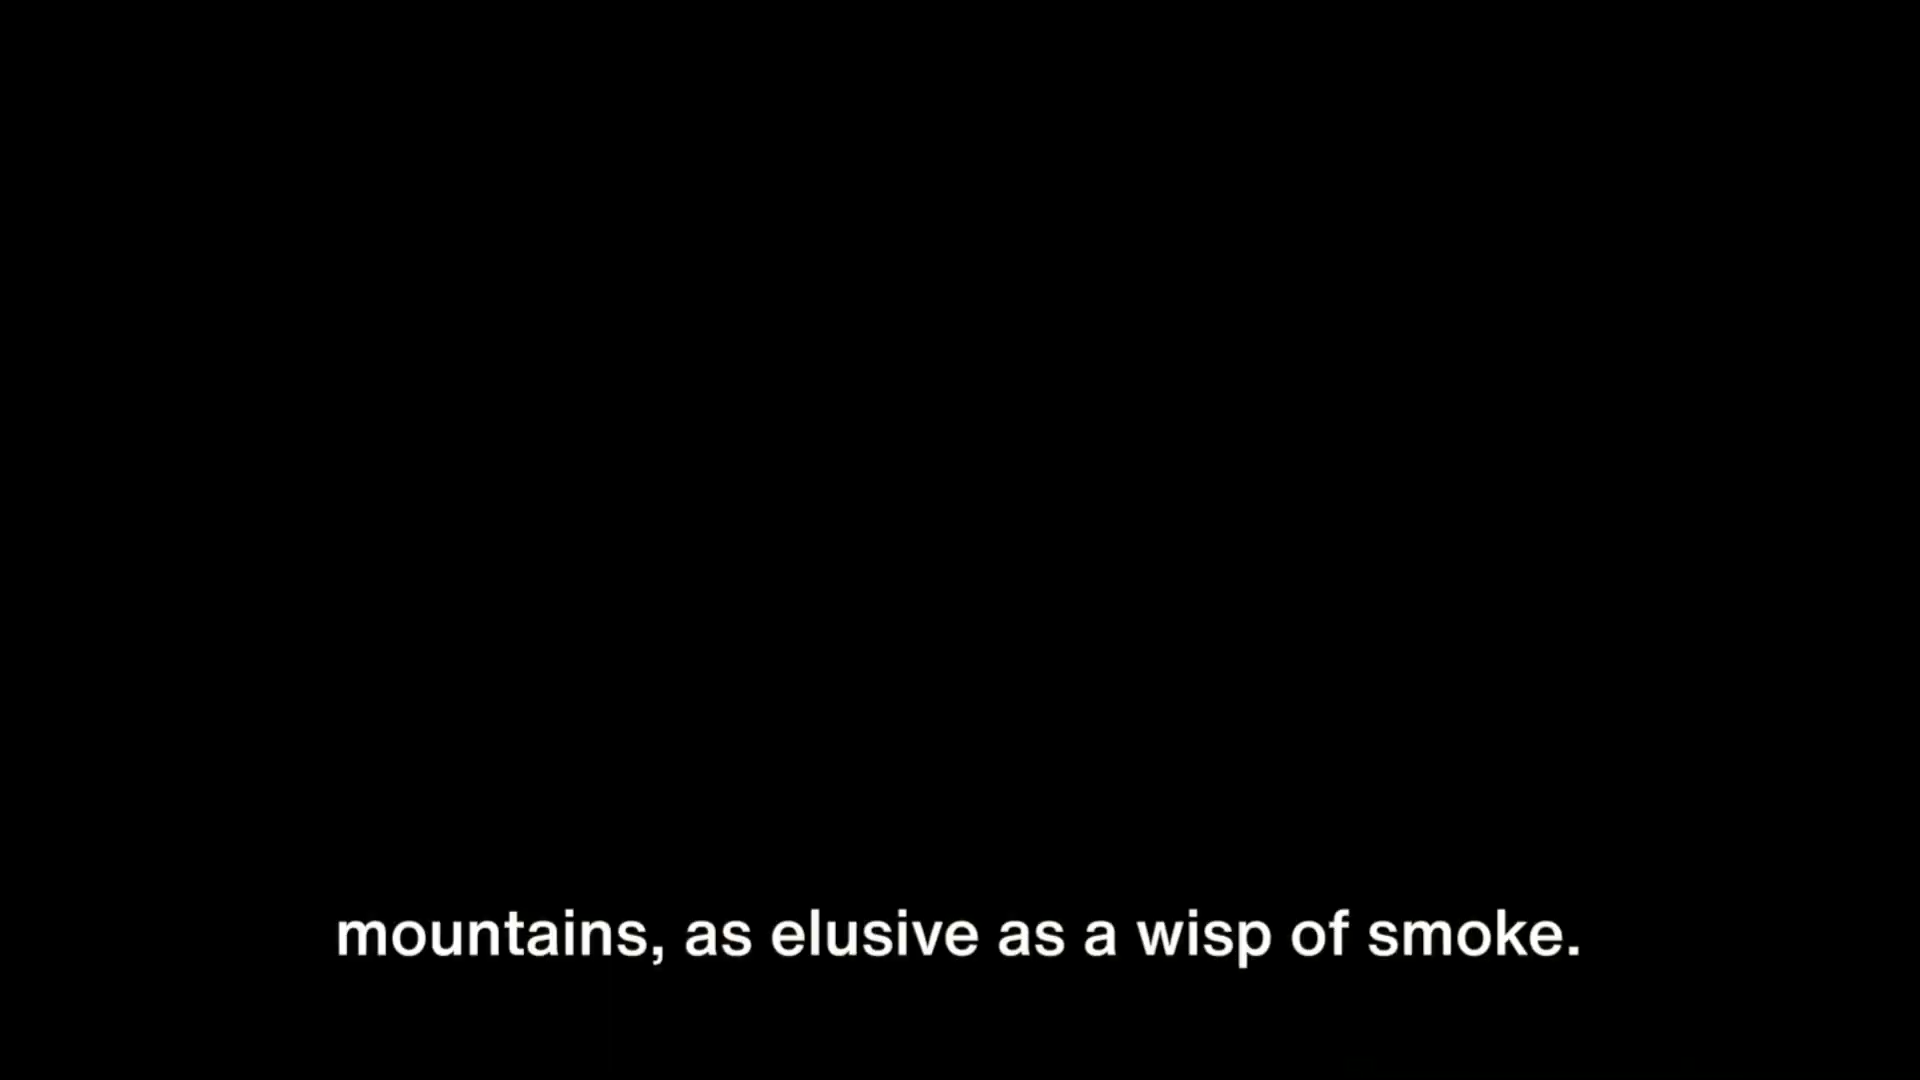 mountains, as elusive as a wisp of smoke.